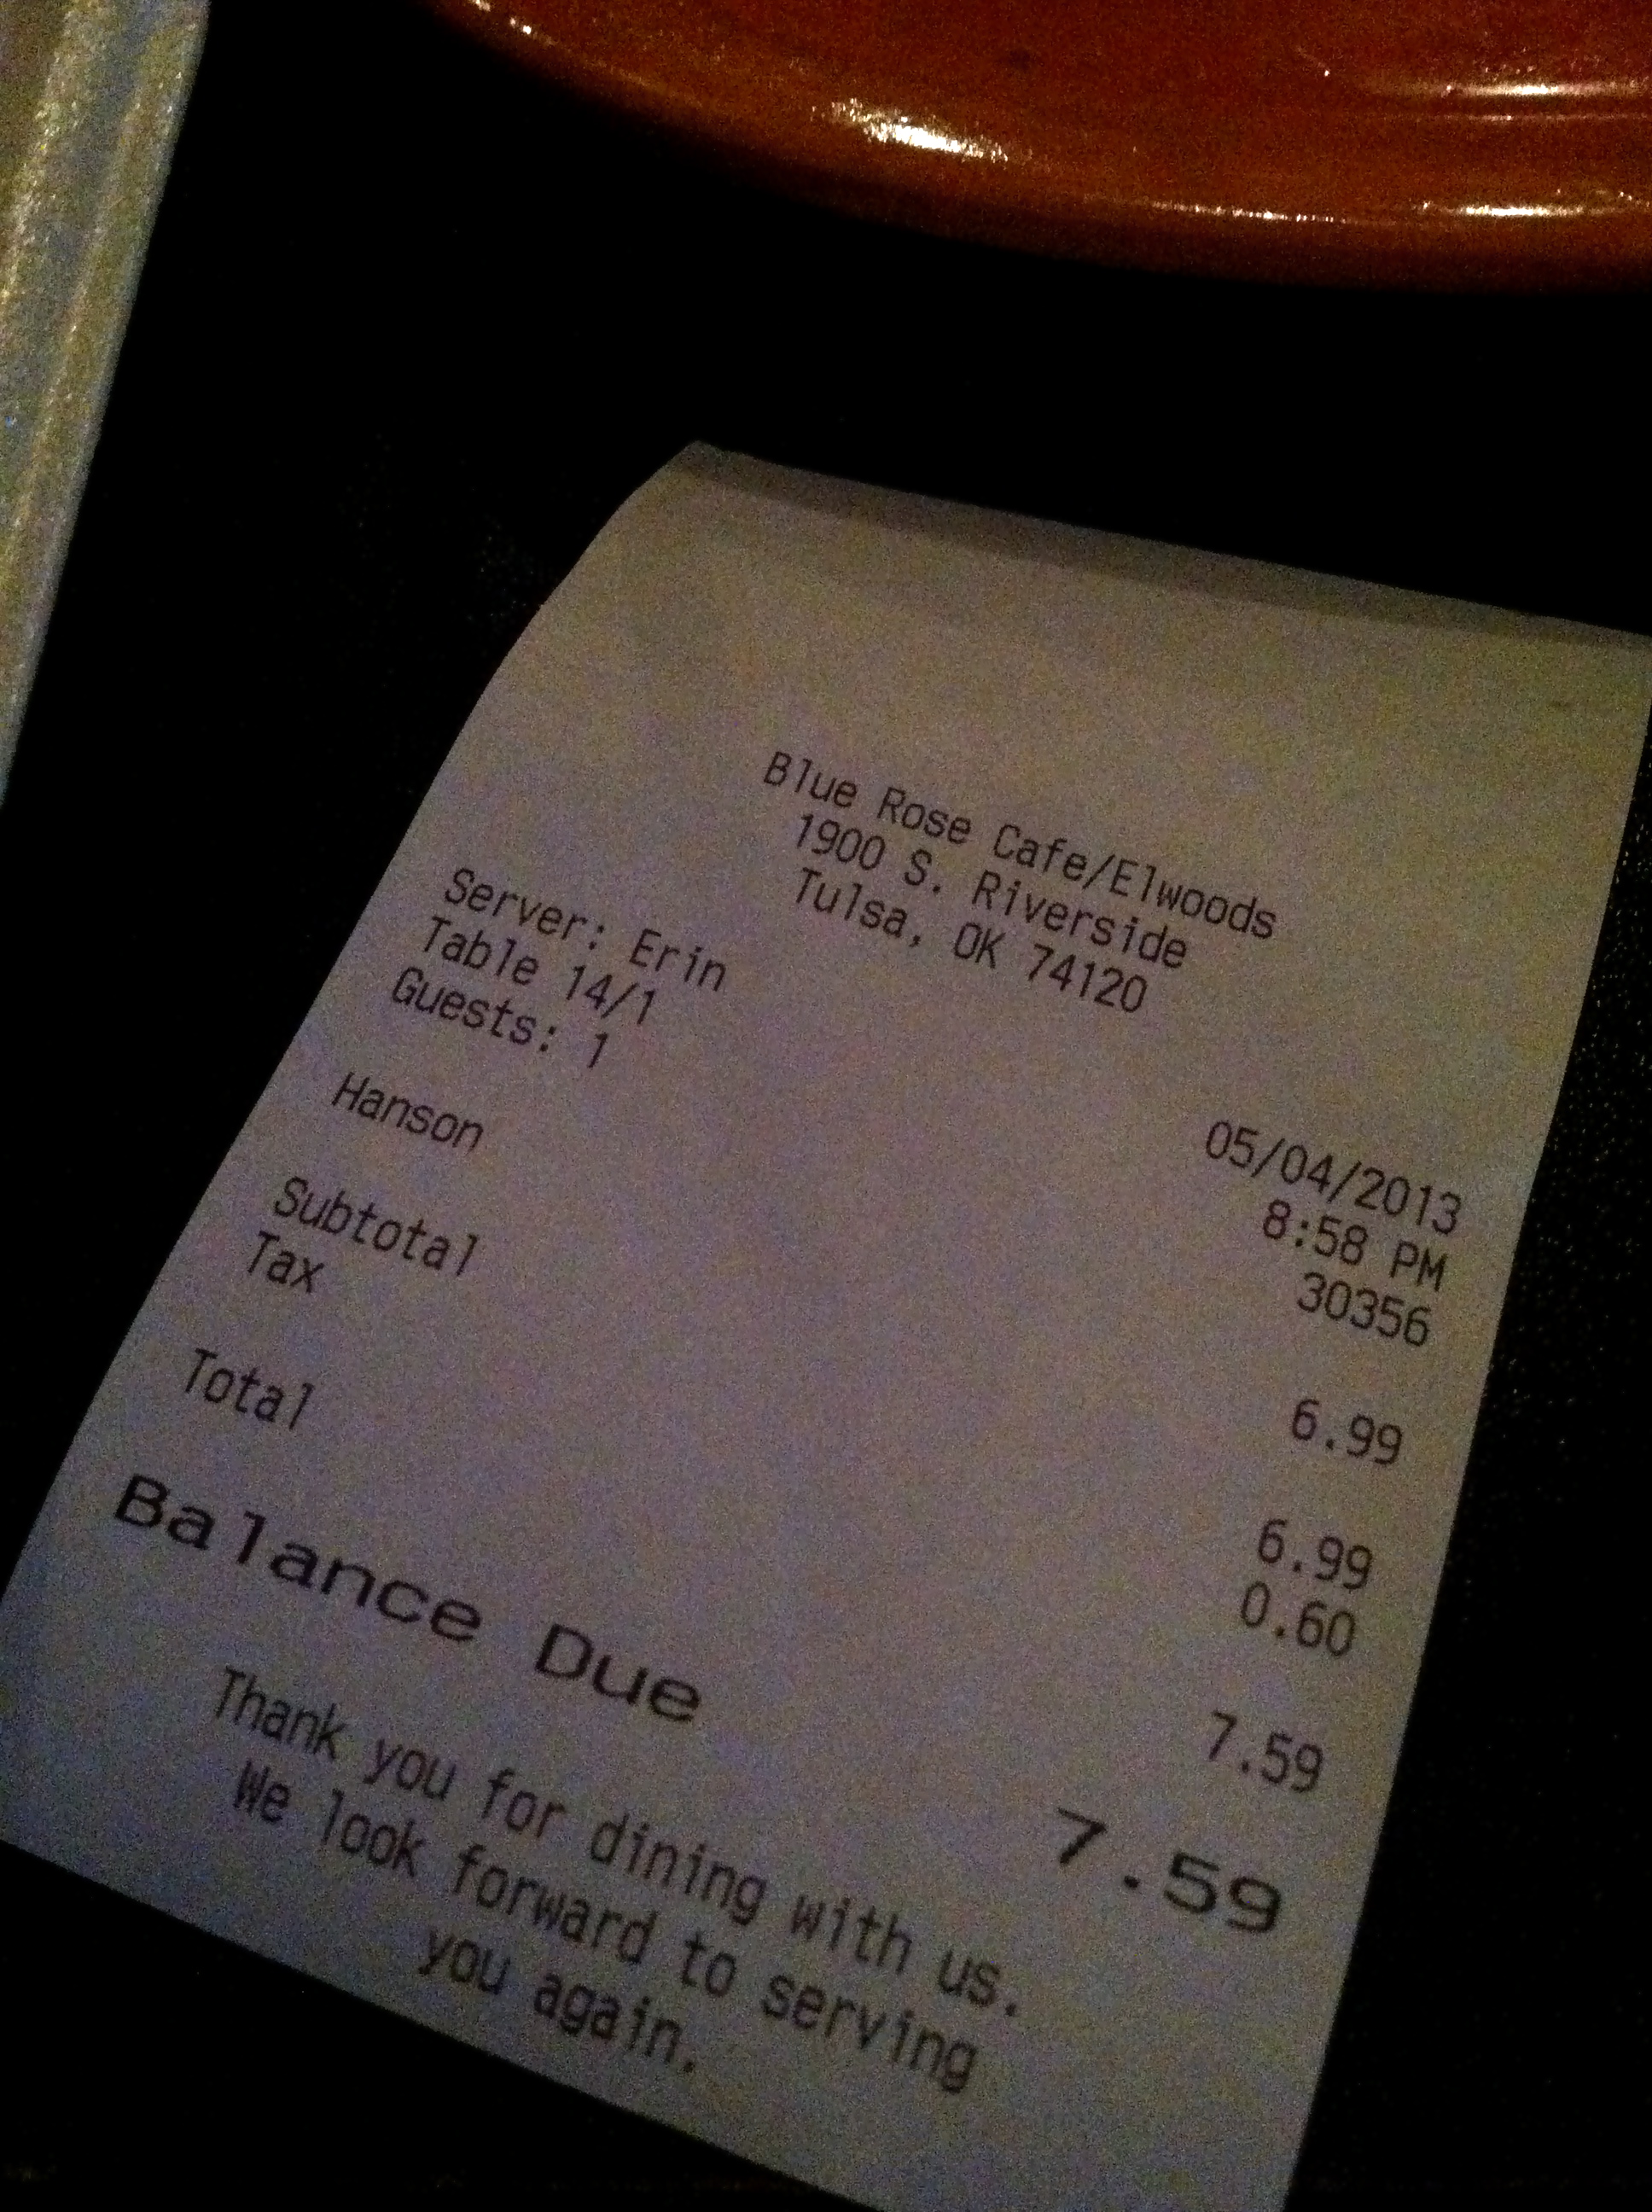 Blue Rose Cafe/Elwoods
1900 S. Riverside
Tulsa, OK 74120
Server: Erin 05/04/2013
Table 14/1 8:58 PM
Guests: 1 30356
Hanson 6.99
Subtotal 6.99
Tax 0.60
Total 7.59
Balance Due 7.59
Thank you for dining with us.
We look forward to serving
you again.